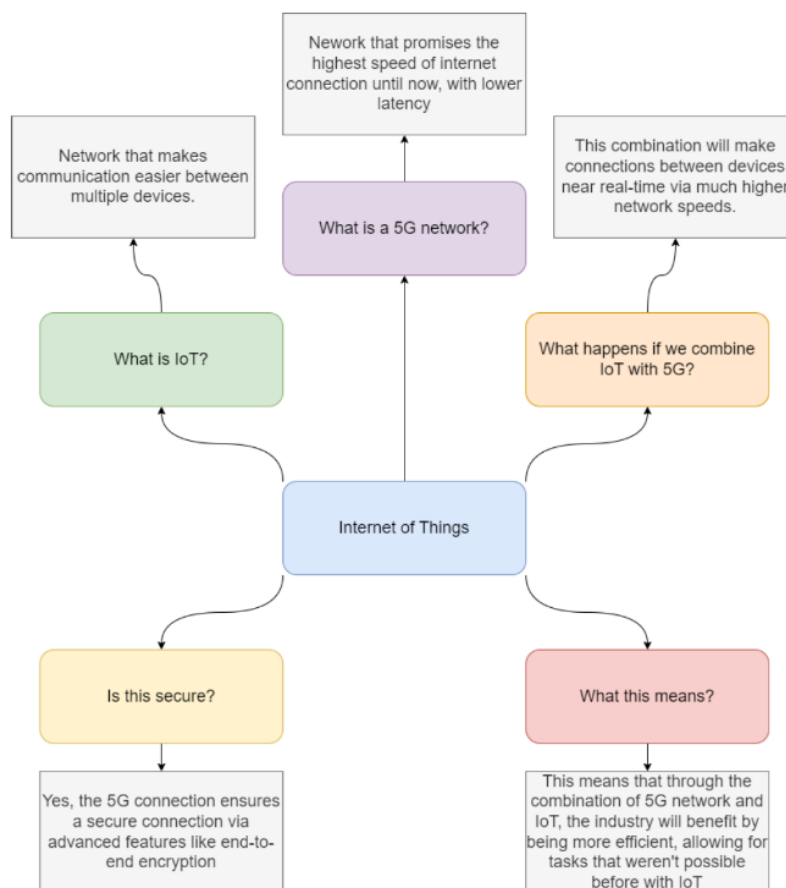 Nework that promises the
highest speed of internet
connection until now, with lower
latency
Network that makes
communication easier between
multiple devices.
This combination will make
connections between devices
near real-time via much higher
network speeds.
What is a 5G network?
What is IoT?
What happens if we combine
IoT with 5G?
Internet of Things
Is this secure?
What this means?
Yes, the 5G connection ensures
a secure connection via
advanced features like end-to-
end encryption
This means that through the
combination of 5G network and
IoT, the industry will benefit by
being more efficient, allowing for
tasks that weren't possible
before with IoT